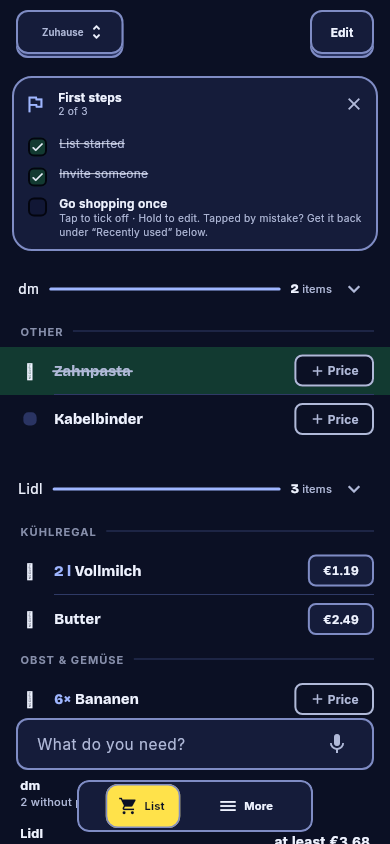 Zuhause
Edit
First steps
2 of 3
List started
Invite someone
Go shopping once
Tap to tick off · Hold to edit. Tapped by mistake? Get it back
under “Recently used” below.
dm
2 items
OTHER
Zahnpasta
+ Price
Kabelbinder
+ Price
Lidl
3 items
KÜHLREGAL
2 l Vollmilch
€1.19
Butter
€2.49
OBST & GEMÜSE
6× Bananen
+ Price
What do you need?
dm
2 without
List
More
Lidl
at least €3.68